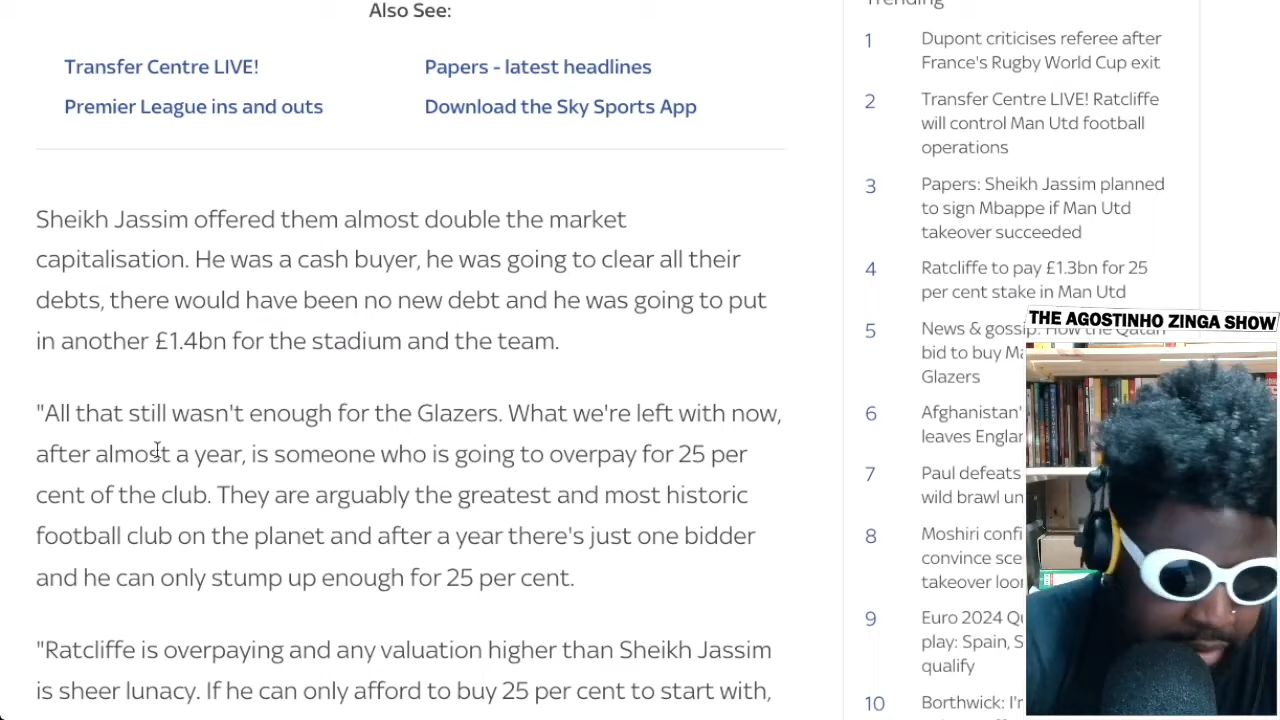 Also See:
Transfer Centre LIVE!
Papers - latest headlines
Premier League ins and outs
Download the Sky Sports App
Sheikh Jassim offered them almost double the market
capitalisation. He was a cash buyer, he was going to clear all their
debts, there would have been no new debt and he was going to put
in another £1.4bn for the stadium and the team.
"All that still wasn't enough for the Glazers. What we're left with now,
after almost a year, is someone who is going to overpay for 25 per
cent of the club. They are arguably the greatest and most historic
football club on the planet and after a year there's just one bidder
and he can only stump up enough for 25 per cent.
"Ratcliffe is overpaying and any valuation higher than Sheikh Jassim
is sheer lunacy. If he can only afford to buy 25 per cent to start with,
Trending
1 Dupont criticises referee after
France's Rugby World Cup exit
2 Transfer Centre LIVE! Ratcliffe
will control Man Utd football
operations
3 Papers: Sheikh Jassim planned
to sign Mbappe if Man Utd
takeover succeeded
4 Ratcliffe to pay £1.3bn for 25
per cent stake in Man Utd
5 News & gossip: How the Qatari
bid to buy
Glazers
6 Afghanistan'
leaves
7 Paul defeats
wild brawl
8 Moshiri
convince
takeover
9 Euro 2024
play: Spain,
qualify
10 Borthwick: I'
THE AGOSTINHO ZINGA SHOW